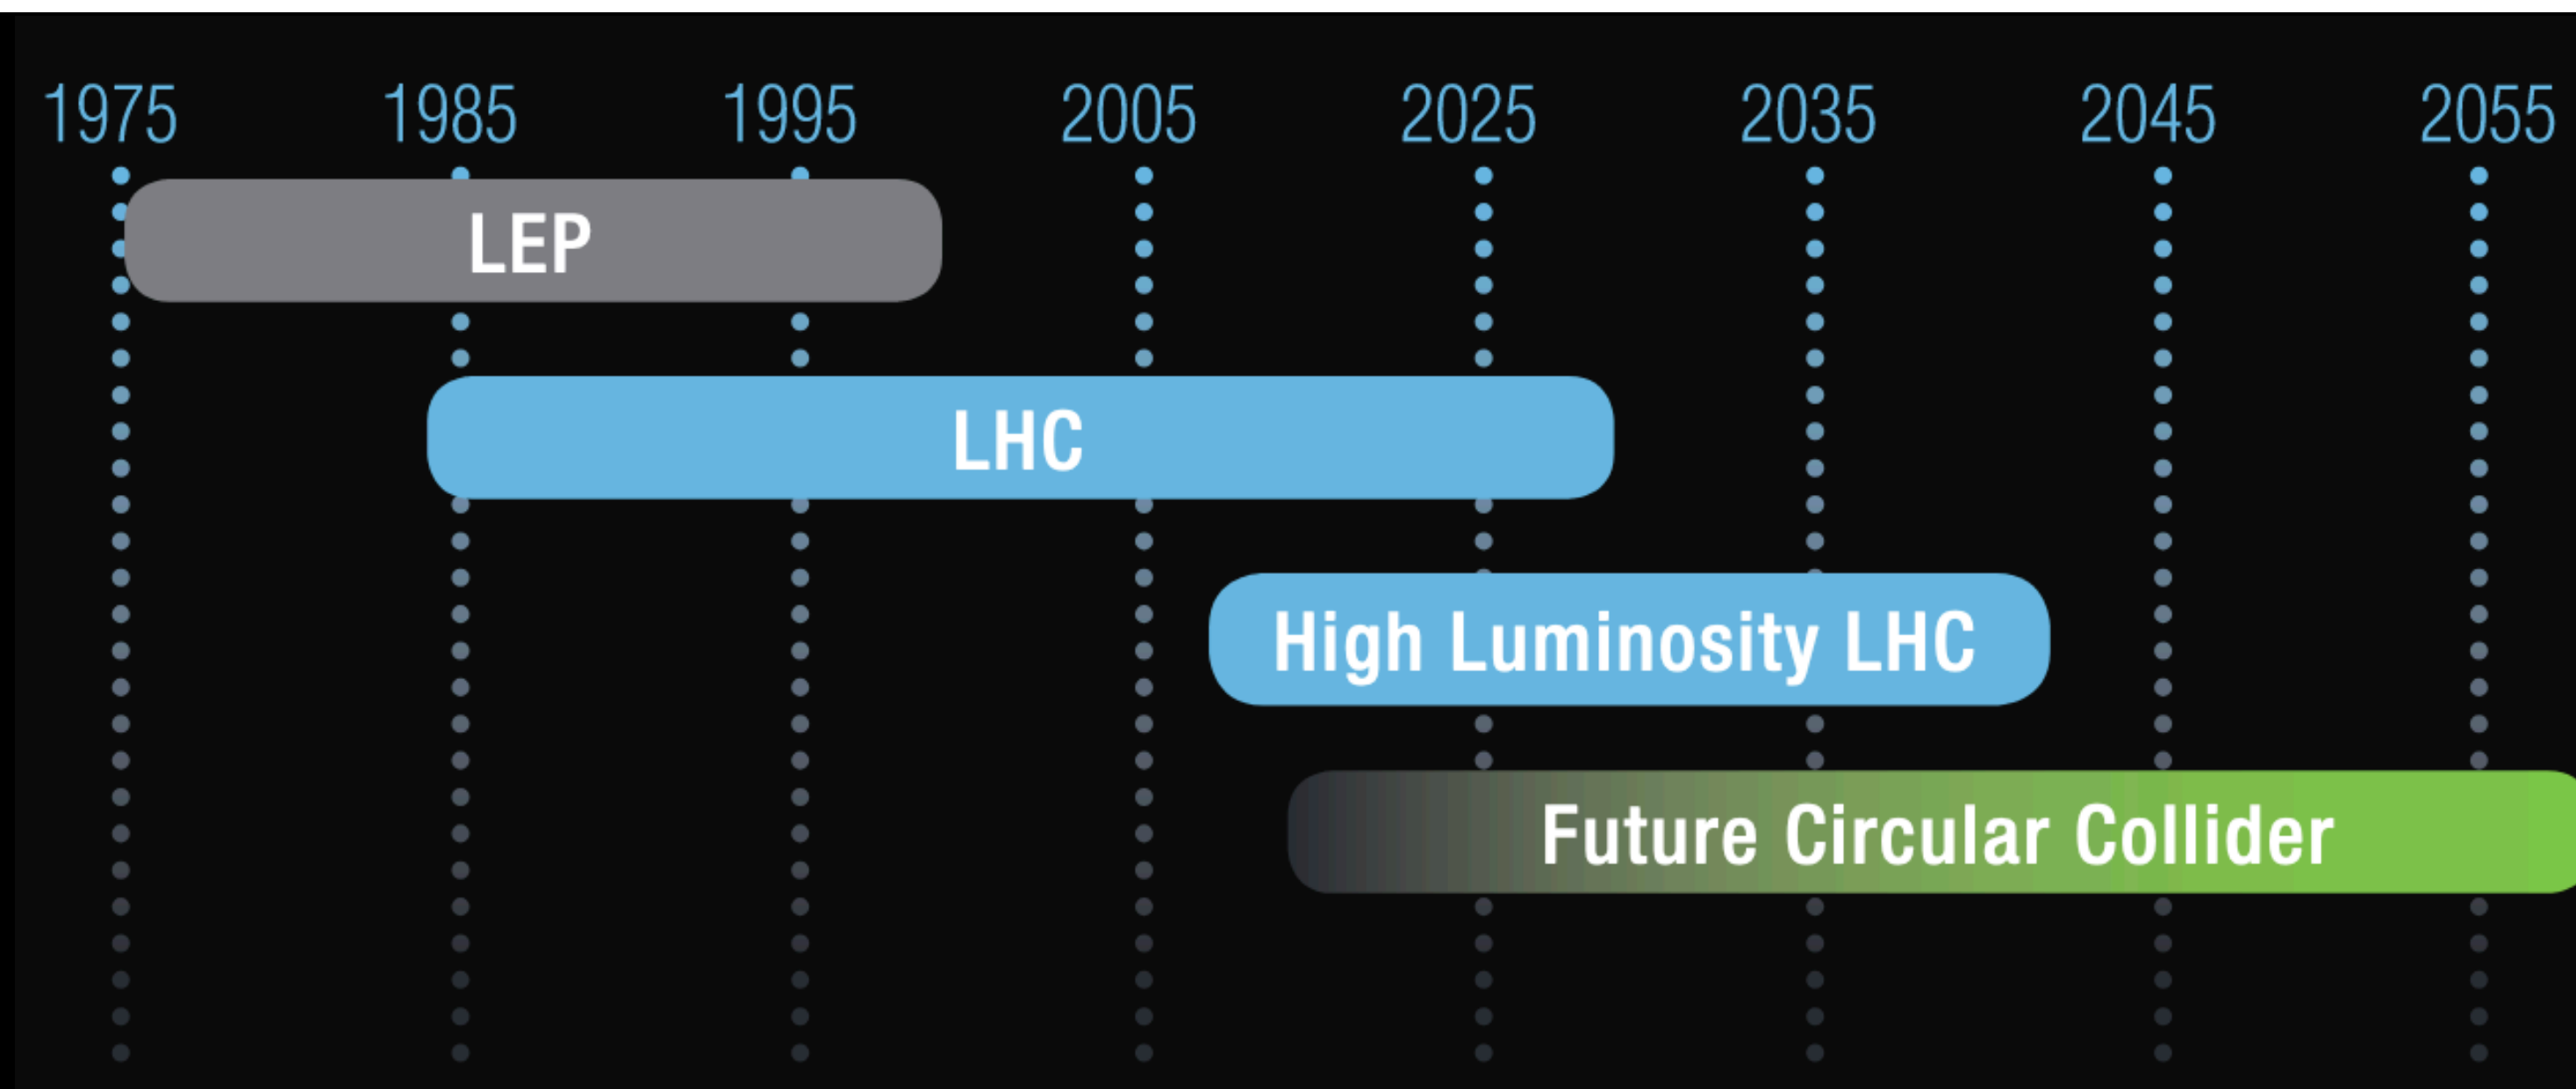 1975 1985 1995 2005 2025 2035 2045 2055
LEP
LHC
High Luminosity LHC
Future Circular Collider